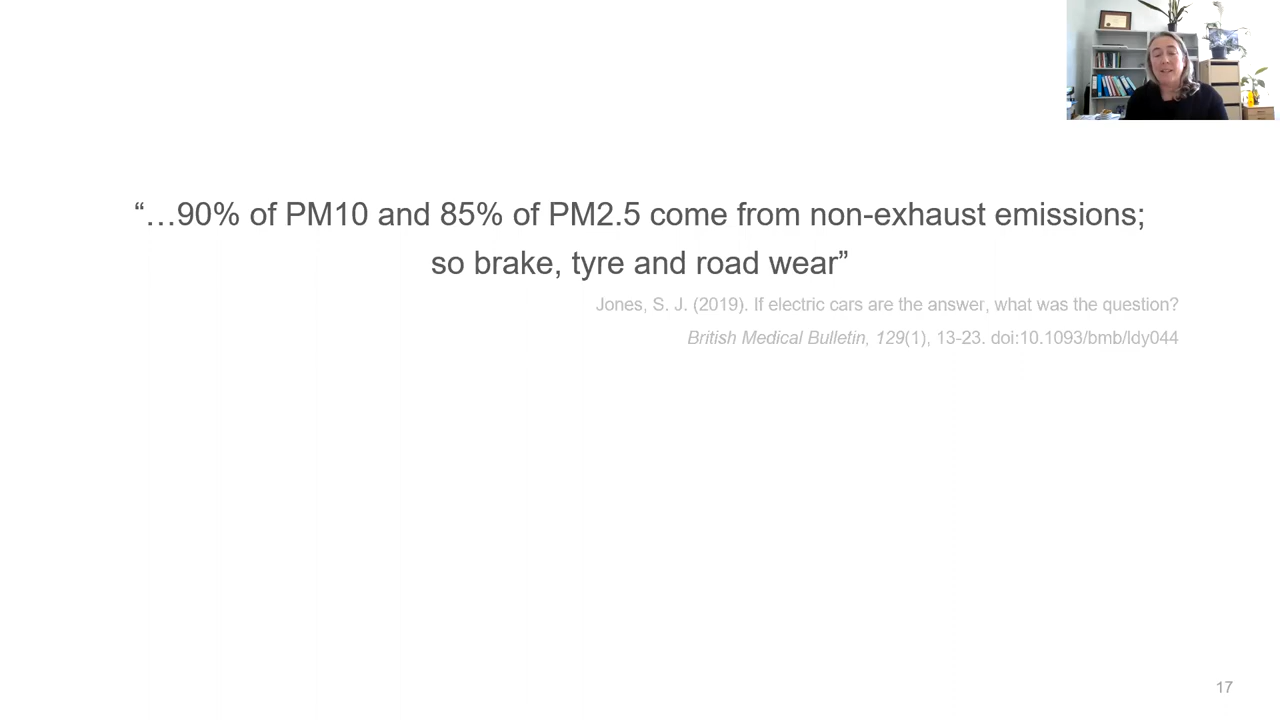 “…90% of PM10 and 85% of PM2.5 come from non-exhaust emissions;
so brake, tyre and road wear”
Jones, S. J. (2019). If electric cars are the answer, what was the question?
British Medical Bulletin, 129(1), 13-23. doi:10.1093/bmb/ldy044
17